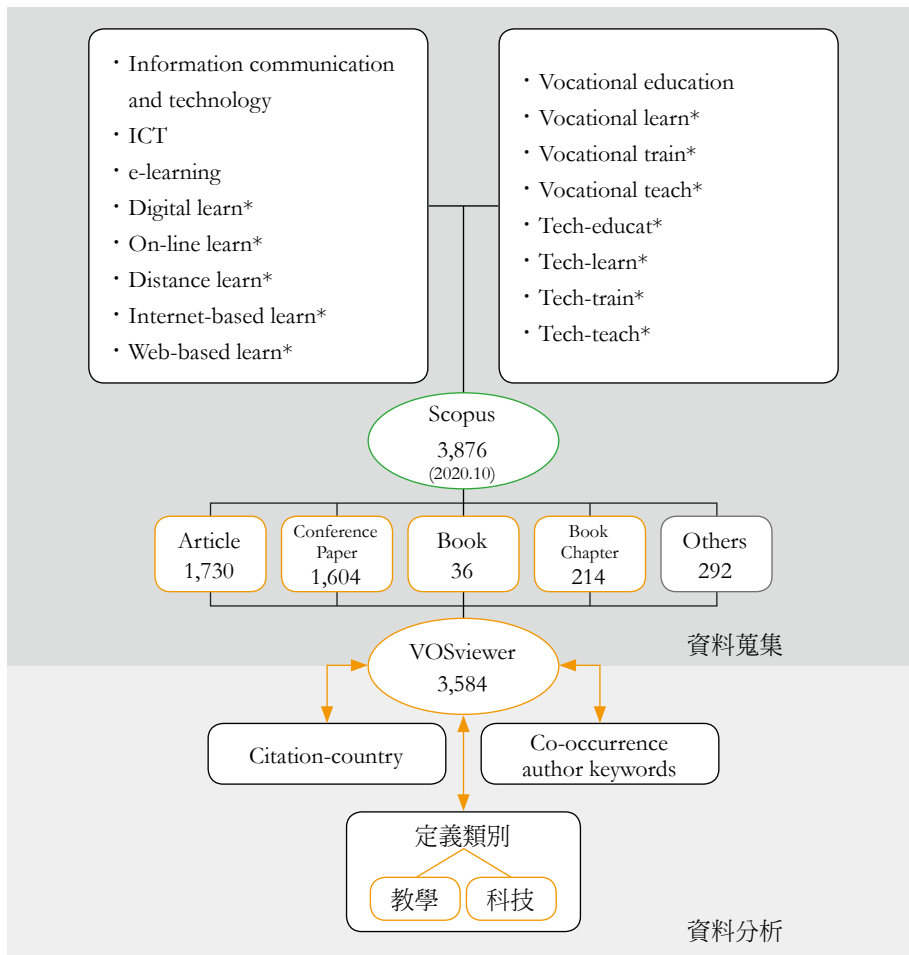 ・Information communication
and technology
・ICT
・e-learning
・Digital learn*
・On-line learn*
・Distance learn*
・Internet-based learn*
・Web-based learn*
・Vocational education
・Vocational learn*
・Vocational train*
・Vocational teach*
・Tech-educat*
・Tech-learn*
・Tech-train*
・Tech-teach*
Scopus
3,876
(2020.10)
Article
1,730
Conference
Paper
1,604
Book
36
Book
Chapter
214
Others
292
資料蒐集
VOSviewer
3,584
Citation-country
Co-occurrence
author keywords
定義類別
教學
科技
資料分析